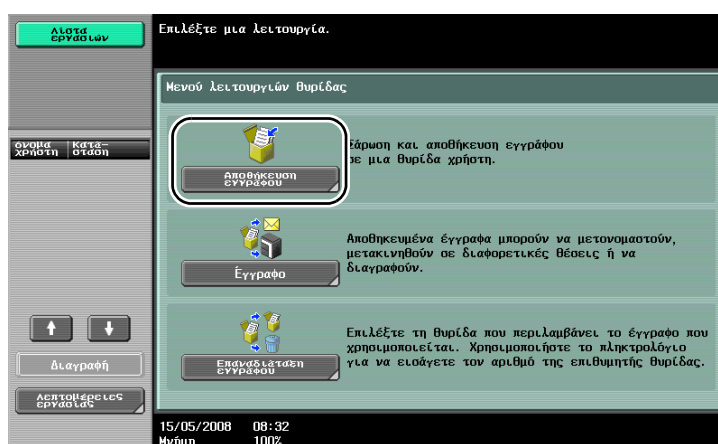 Λίστα
εργασιών
Επιλέξτε μια λειτουργία.
Μενού λειτουργιών θυρίδας
όνομα
χρήστη
Κατά-
σταση
Αποθήκευση
εγγράφου
Σάρωση και αποθήκευση εγγράφου
σε μια θυρίδα χρήστη.
Έγγραφο
Αποθηκευμένα έγγραφα μπορούν να μετονομαστούν,
μετακινηθούν σε διαφορετικές θέσεις ή να
διαγραφούν.
Επαναδιάταξη
εγγράφου
Επιλέξτε τη θυρίδα που περιλαμβάνει το έγγραφο που
χρησιμοποιείται. Χρησιμοποιήστε το πληκτρολόγιο
για να εισάγετε τον αριθμό της επιθυμητής θυρίδας.
Διαγραφή
Λεπτομέρειες
εργασίας
15/05/2008 08:32
Μνήμη 100%